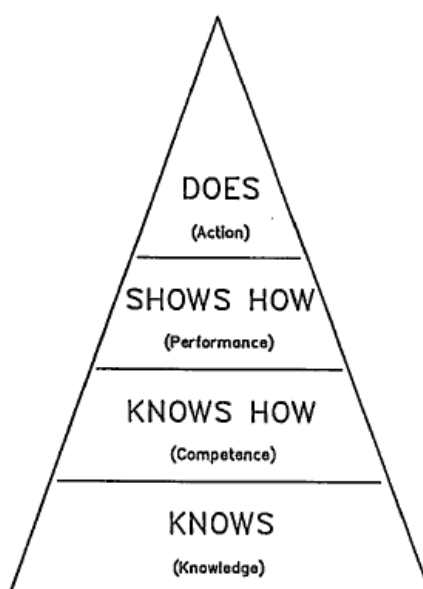 DOES
(Action)
SHOWS HOW
(Performance)
KNOWS HOW
(Competence)
KNOWS
(Knowledge)